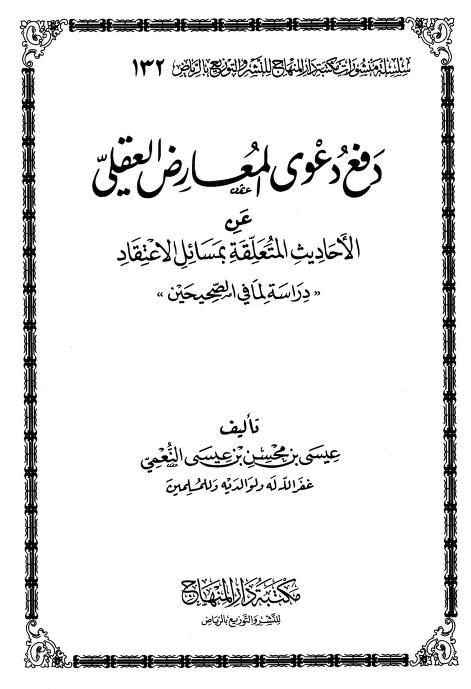 سلسلة منشورات مكتبة دار المنهاج للنشر والتوزيع بالرياض ١٣٢
دفع دعوى المعارض العقلي
عن
الأحاديث المتعلقة بمسائل الاعتقاد
« دراسة لما في الصحيحين »
تأليف
عيسى بن محسن بن عيسى النعمي
غفر الله له ولوالديه وللمسلمين
مكتبة دار المنهاج
للنشر والتوزيع بالرياض